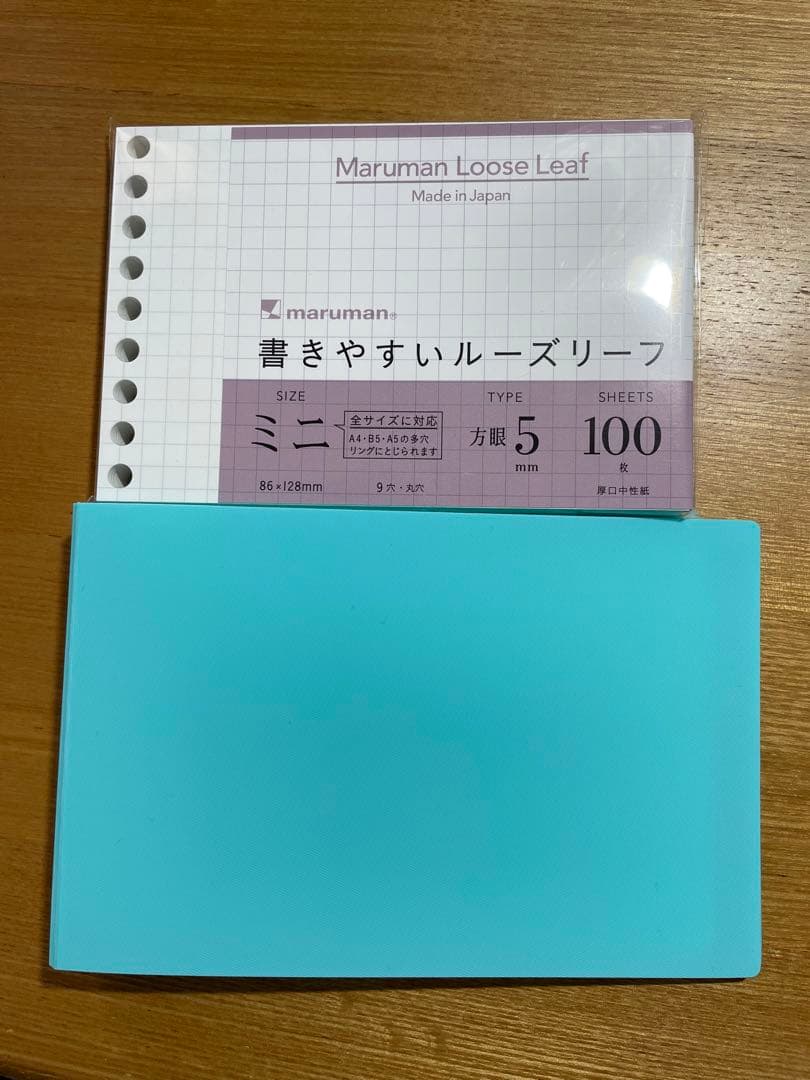 Maruman Loose Leaf
Made in Japan
maruman®
書きやすいルーズリーフ
SIZE
ミニ
全サイズに対応
A4・B5・A5の多穴
リングにとじられます
86×128mm
9穴・丸穴
TYPE
方眼5
mm
SHEETS
100
枚
厚口中性紙